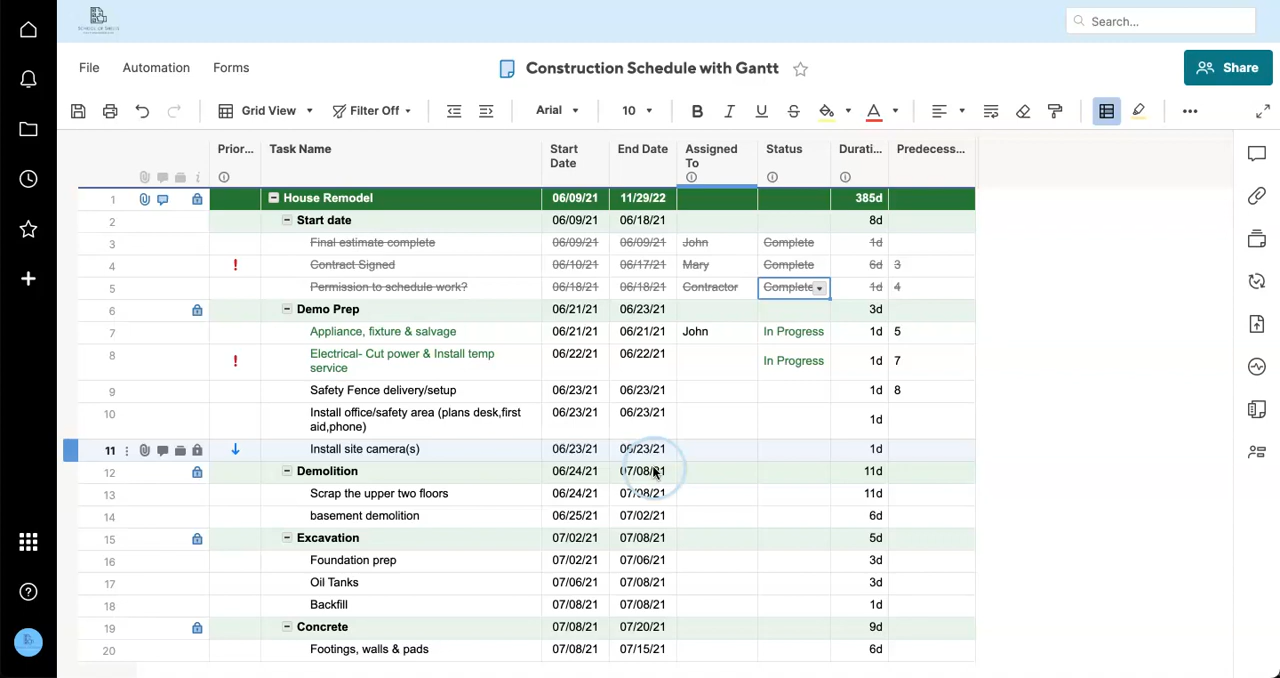 Search...
File Automation Forms
Construction Schedule with Gantt
Share
Grid View Filter Off Arial 10 B I U S A
Prior... Task Name Start Date End Date Assigned To Status Durati... Predecess...
1 House Remodel 06/09/21 11/29/22 385d
2 Start date 06/09/21 06/18/21 8d
3 Final estimate complete 06/09/21 06/09/21 John Complete 1d
4 ! Contract Signed 06/10/21 06/17/21 Mary Complete 6d 3
5 Permission to schedule work? 06/18/21 06/18/21 Contractor Complete 1d 4
6 Demo Prep 06/21/21 06/23/21 3d
7 Appliance, fixture & salvage 06/21/21 06/21/21 John In Progress 1d 5
8 ! Electrical- Cut power & Install temp service 06/22/21 06/22/21 In Progress 1d 7
9 Safety Fence delivery/setup 06/23/21 06/23/21 1d 8
10 Install office/safety area (plans desk,first aid,phone) 06/23/21 06/23/21 1d
11 Install site camera(s) 06/23/21 06/23/21 1d
12 Demolition 06/24/21 07/08/21 11d
13 Scrap the upper two floors 06/24/21 07/08/21 11d
14 basement demolition 06/25/21 07/02/21 6d
15 Excavation 07/02/21 07/08/21 5d
16 Foundation prep 07/02/21 07/06/21 3d
17 Oil Tanks 07/06/21 07/08/21 3d
18 Backfill 07/08/21 07/08/21 1d
19 Concrete 07/08/21 07/20/21 9d
20 Footings, walls & pads 07/08/21 07/15/21 6d